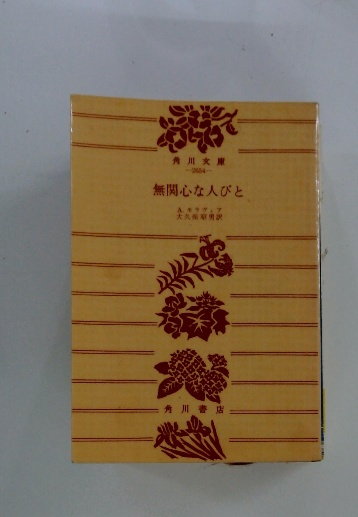 角川文庫
—2654—
無関心な人びと
A.モラヴィア
大久保昭男訳
角川書店